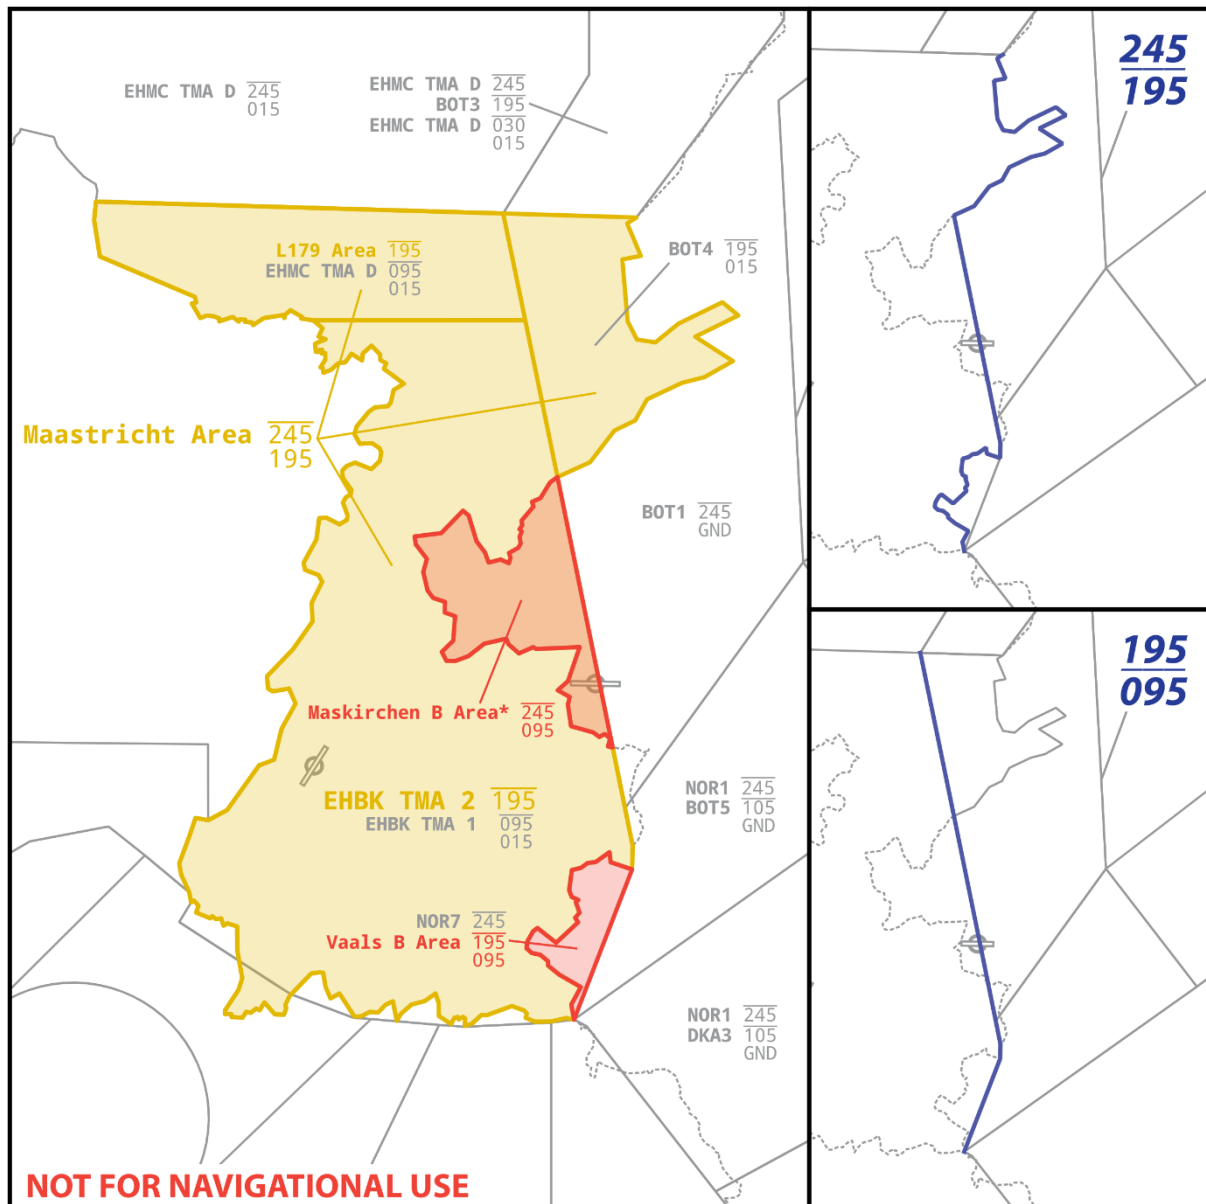 EHMC TMA D 245
015
EHMC TMA D 245
BOT3 195
EHMC TMA D 030
015
L179 Area 195
EHMC TMA D 095
015
BOT4 195
015
Maastricht Area 245
195
BOT1 245
GND
Maskirchen B Area* 245
095
EHBK TMA 2 195
EHBK TMA 1 095
015
NOR1 245
BOT5 105
GND
NOR7 245
Vaals B Area 195
095
NOR1 245
DKA3 105
GND
NOT FOR NAVIGATIONAL USE
245
195
195
095